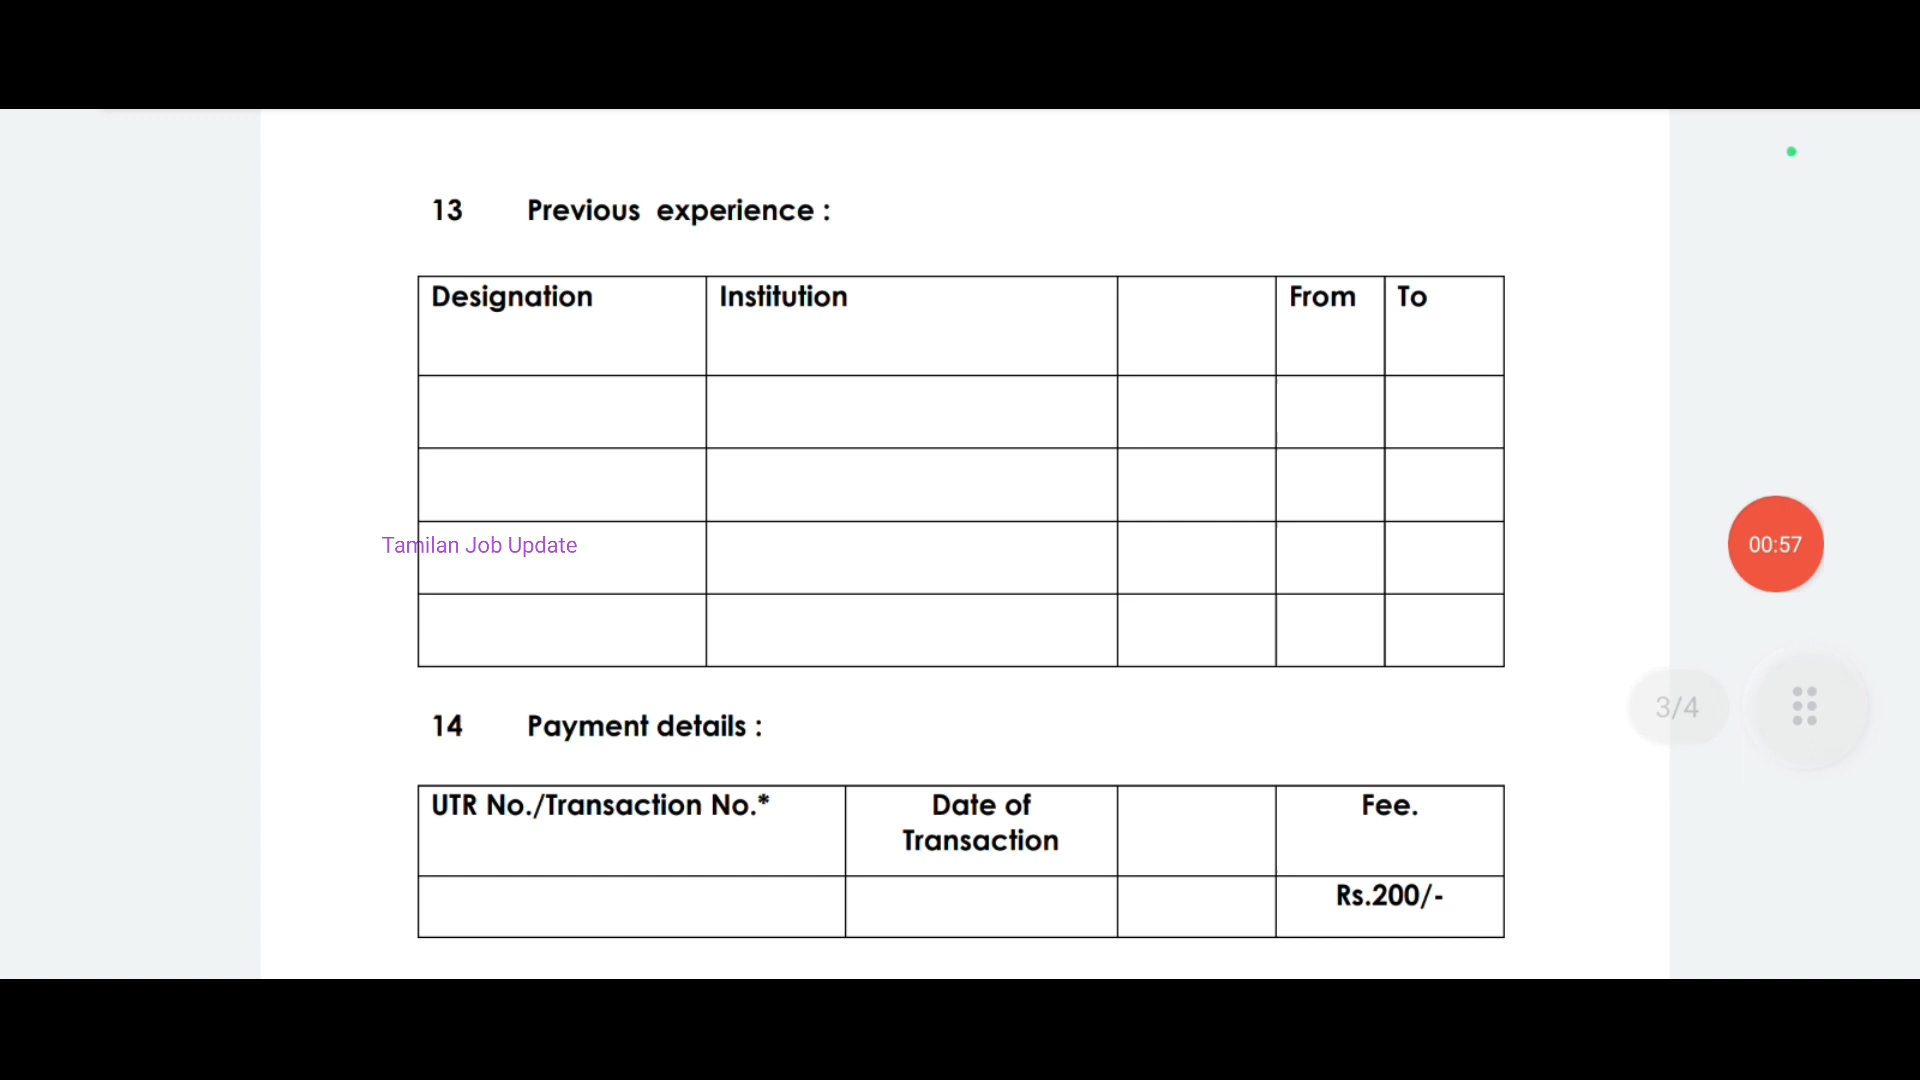 13 Previous experience :
Designation Institution From To
Tamilan Job Update
00:57
3/4
14 Payment details :
UTR No./Transaction No.* Date of Transaction Fee.
Rs.200/-